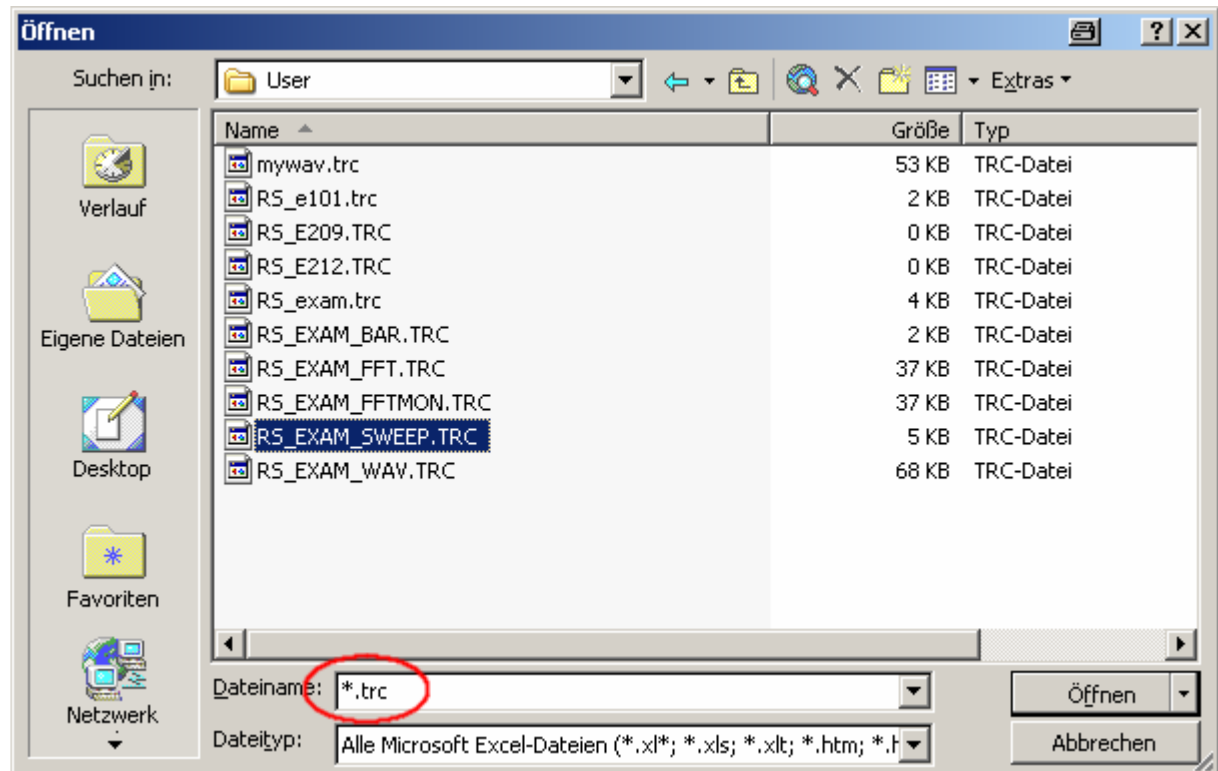 Öffnen
Suchen in: User Extras
Name Größe Typ
mywav.trc 53 KB TRC-Datei
RS_e101.trc 2 KB TRC-Datei
RS_E209.TRC 0 KB TRC-Datei
RS_E212.TRC 0 KB TRC-Datei
RS_exam.trc 4 KB TRC-Datei
RS_EXAM_BAR.TRC 2 KB TRC-Datei
RS_EXAM_FFT.TRC 37 KB TRC-Datei
RS_EXAM_FFTMON.TRC 37 KB TRC-Datei
RS_EXAM_SWEEP.TRC 5 KB TRC-Datei
RS_EXAM_WAV.TRC 68 KB TRC-Datei
Verlauf
Eigene Dateien
Desktop
Favoriten
Netzwerk
Dateiname: *.trc Öffnen
Dateityp: Alle Microsoft Excel-Dateien (*.xl*; *.xls; *.xlt; *.htm; *.h Abbrechen